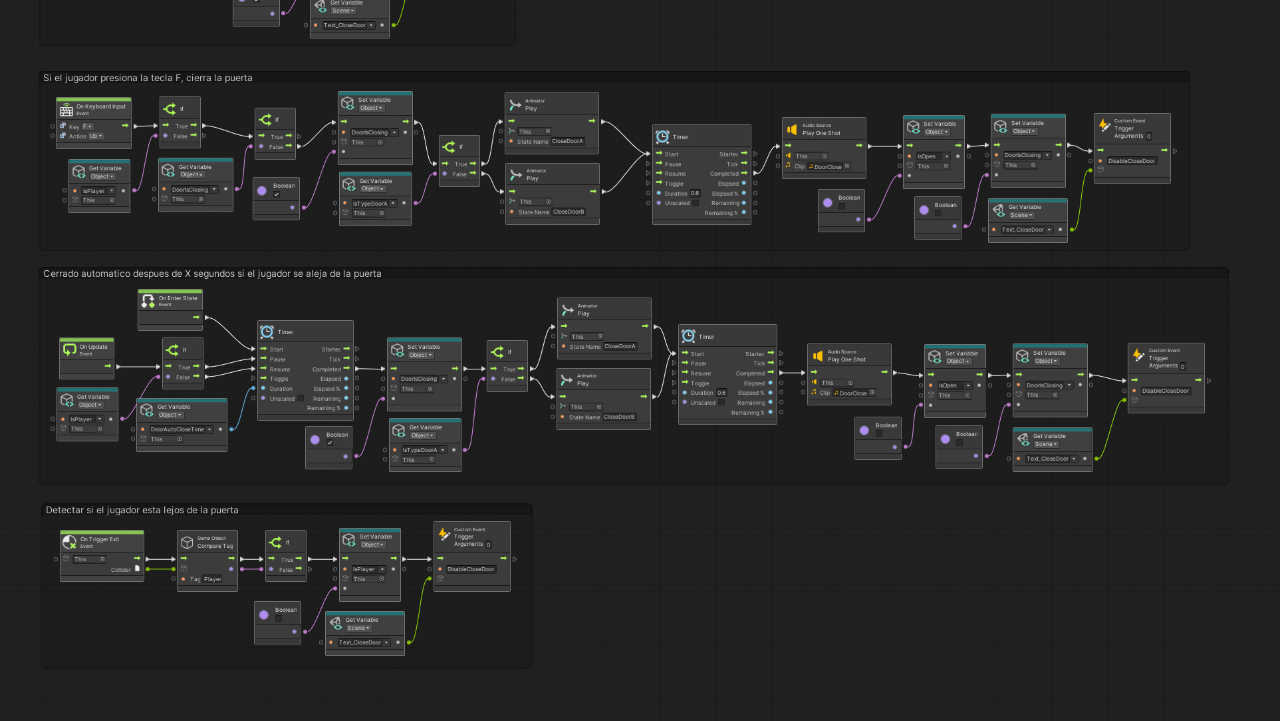 Get Variable
Scene
Text_CloseDoor
Si el jugador presiona la tecla F, cierra la puerta
On Keyboard Input
Event
Key F
Action Up
If
True
False
Get Variable
Object
IsPlayer
This
If
True
False
Get Variable
Object
DoorIsClosing
This
Boolean
Set Variable
Object
DoorIsClosing
This
Get Variable
Object
IsTypeDoorA
This
If
True
False
Animator
Play
This
State Name CloseDoorA
Animator
Play
This
State Name CloseDoorB
Timer
Start Starter
Pause Tick
Resume Completed
Toggle Elapsed
Duration 0.6 Elapsed %
Unscaled Remaining
Remaining %
Audio Source
Play One Shot
This
Clip DoorClose
Boolean
Set Variable
Object
IsOpen
This
Boolean
Set Variable
Object
DoorIsClosing
This
Get Variable
Scene
Text_CloseDoor
Custom Event
Trigger
Arguments 0
DisableCloseDoor
Cerrado automatico despues de X segundos si el jugador se aleja de la puerta
On Enter State
Event
On Update
Event
If
True
False
Get Variable
Object
IsPlayer
This
Get Variable
Object
DoorAutoCloseTime
This
Timer
Start Starter
Pause Tick
Resume Completed
Toggle Elapsed
Duration Elapsed %
Unscaled Remaining
Remaining %
Boolean
Set Variable
Object
DoorIsClosing
This
Get Variable
Object
IsTypeDoorA
This
If
True
False
Animator
Play
This
State Name CloseDoorA
Animator
Play
This
State Name CloseDoorB
Timer
Start Starter
Pause Tick
Resume Completed
Toggle Elapsed
Duration 0.6 Elapsed %
Unscaled Remaining
Remaining %
Audio Source
Play One Shot
This
Clip DoorClose
Boolean
Set Variable
Object
IsOpen
This
Boolean
Set Variable
Object
DoorIsClosing
This
Get Variable
Scene
Text_CloseDoor
Custom Event
Trigger
Arguments 0
DisableCloseDoor
Detectar si el jugador esta lejos de la puerta
On Trigger Exit
Event
This
Collider
Game Object
Compare Tag
Tag Player
If
True
False
Boolean
Set Variable
Object
IsPlayer
This
Get Variable
Scene
Text_CloseDoor
Custom Event
Trigger
Arguments 0
DisableCloseDoor